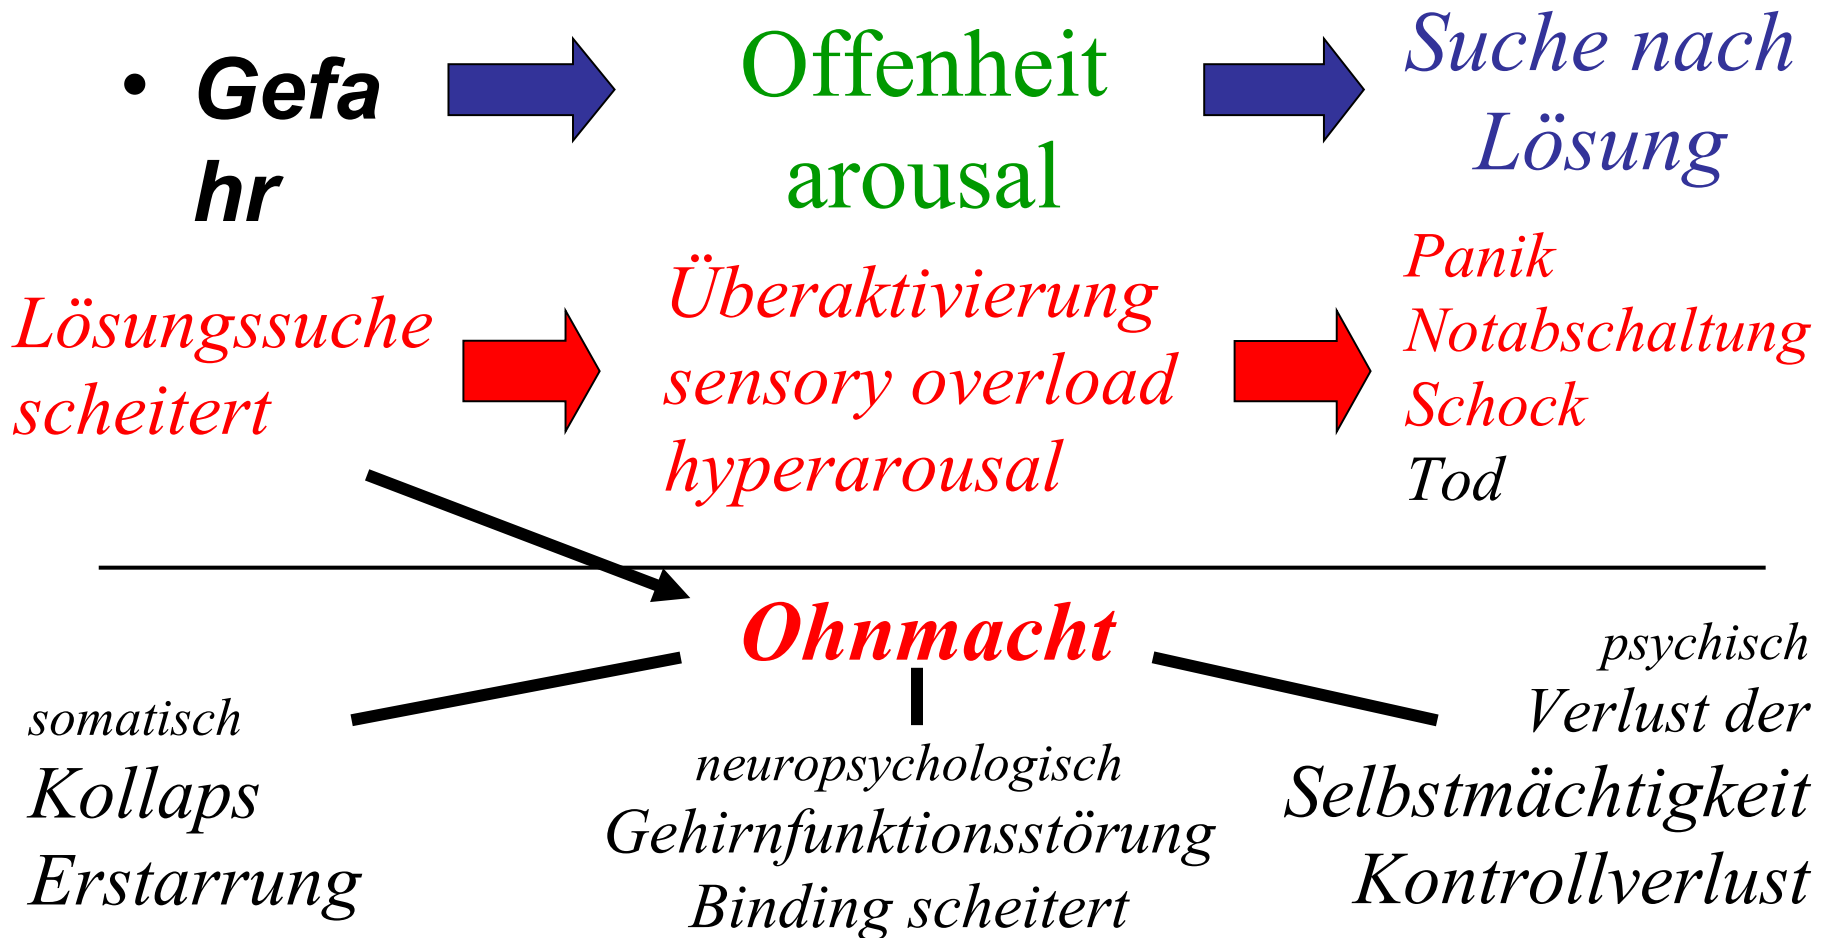 • Gefa
hr
Offenheit
arousal
Suche nach
Lösung
Lösungssuche
scheitert
Überaktivierung
sensory overload
hyperarousal
Panik
Notabschaltung
Schock
Tod
Ohnmacht
somatisch
Kollaps
Erstarrung
neuropsychologisch
Gehirnfunktionsstörung
Binding scheitert
psychisch
Verlust der
Selbstmächtigkeit
Kontrollverlust